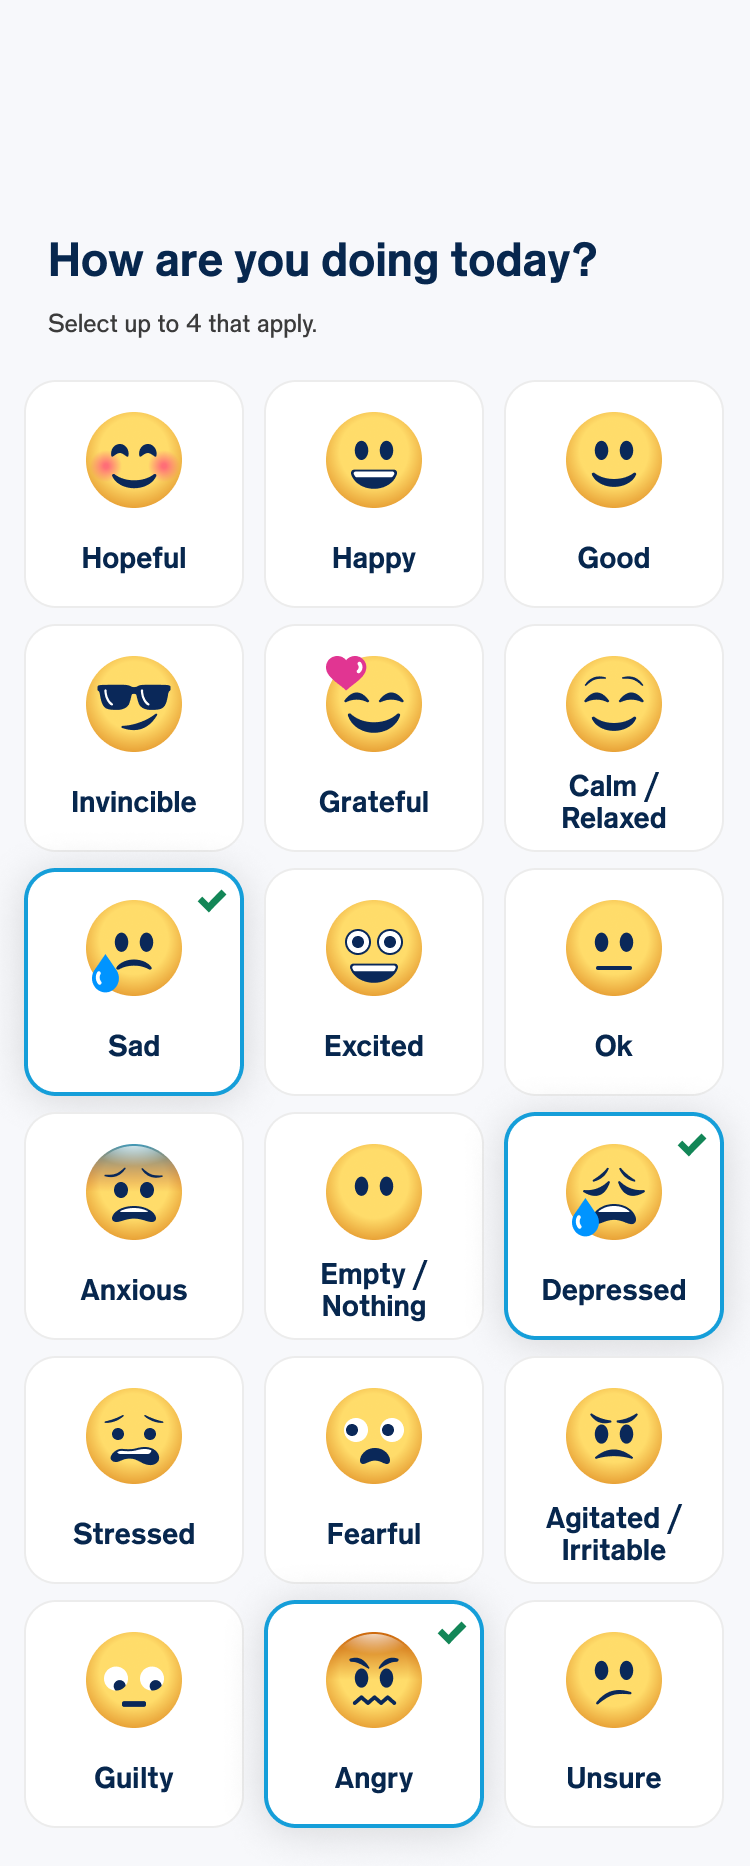 How are you doing today?
Select up to 4 that apply.
Hopeful
Happy
Good
Invincible
Grateful
Calm /
Relaxed
Sad
Excited
Ok
Anxious
Empty /
Nothing
Depressed
Stressed
Fearful
Agitated /
Irritable
Guilty
Angry
Unsure